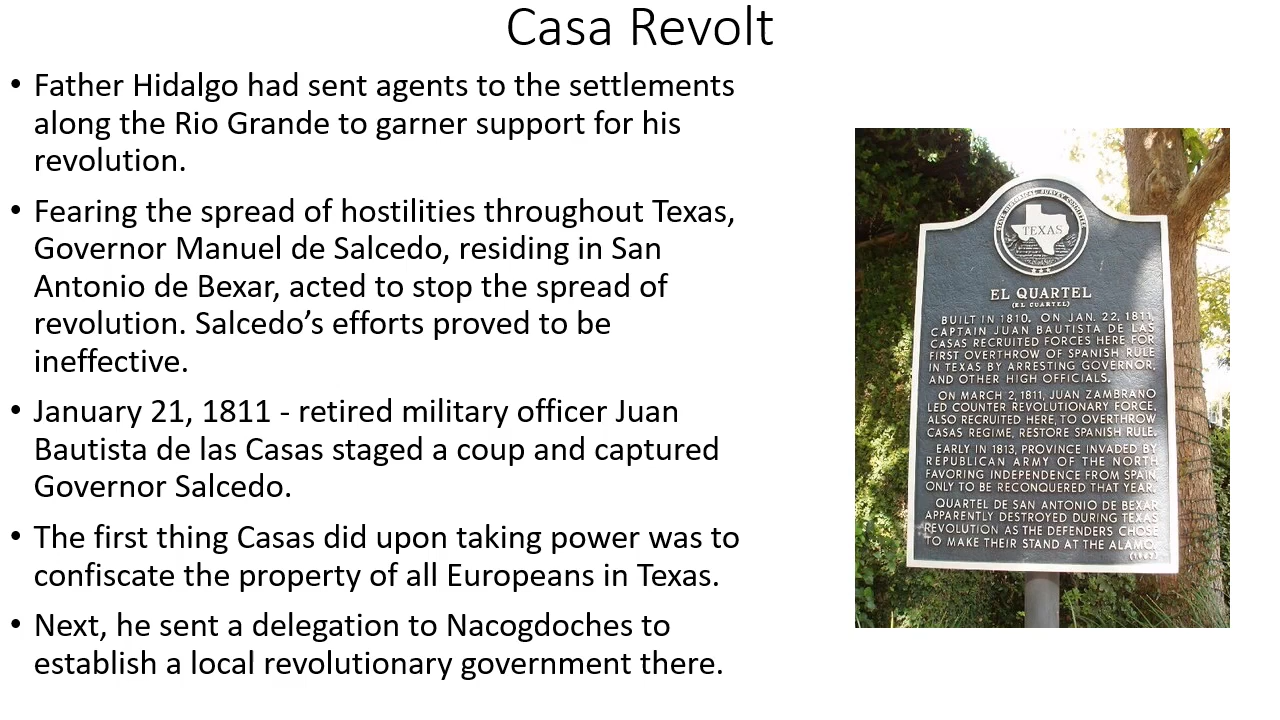 Casa Revolt
• Father Hidalgo had sent agents to the settlements
along the Rio Grande to garner support for his
revolution.
• Fearing the spread of hostilities throughout Texas,
Governor Manuel de Salcedo, residing in San
Antonio de Bexar, acted to stop the spread of
revolution. Salcedo’s efforts proved to be
ineffective.
• January 21, 1811 - retired military officer Juan
Bautista de las Casas staged a coup and captured
Governor Salcedo.
• The first thing Casas did upon taking power was to
confiscate the property of all Europeans in Texas.
• Next, he sent a delegation to Nacogdoches to
establish a local revolutionary government there.
STATE HISTORICAL SURVEY COMMITTEE
TEXAS
EL QUARTEL
(EL CUARTEL)
BUILT IN 1810. ON JAN. 22, 1811,
CAPTAIN JUAN BAUTISTA DE LAS
CASAS RECRUITED FORCES HERE FOR
FIRST OVERTHROW OF SPANISH RULE
IN TEXAS BY ARRESTING GOVERNOR,
AND OTHER HIGH OFFICIALS.
ON MARCH 2, 1811, JUAN ZAMBRANO
LED COUNTER REVOLUTIONARY FORCE,
ALSO RECRUITED HERE, TO OVERTHROW
CASAS REGIME, RESTORE SPANISH RULE.
EARLY IN 1813, PROVINCE INVADED BY
REPUBLICAN ARMY OF THE NORTH
FAVORING INDEPENDENCE FROM SPAIN,
ONLY TO BE RECONQUERED THAT YEAR.
QUARTEL DE SAN ANTONIO DE BEXAR
APPARENTLY DESTROYED DURING TEXAS
REVOLUTION AS THE DEFENDERS CHOSE
TO MAKE THEIR STAND AT THE ALAMO.